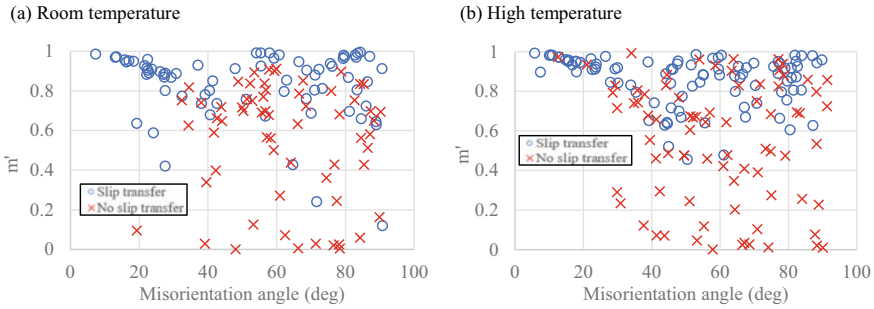 (a) Room temperature
(b) High temperature
1
0.8
0.6
0.4
0.2
0
m'
Slip transfer
No slip transfer
0 20 40 60 80 100
Misorientation angle (deg)
1
0.8
0.6
0.4
0.2
0
m'
Slip transfer
No slip transfer
0 20 40 60 80 100
Misorientation angle (deg)